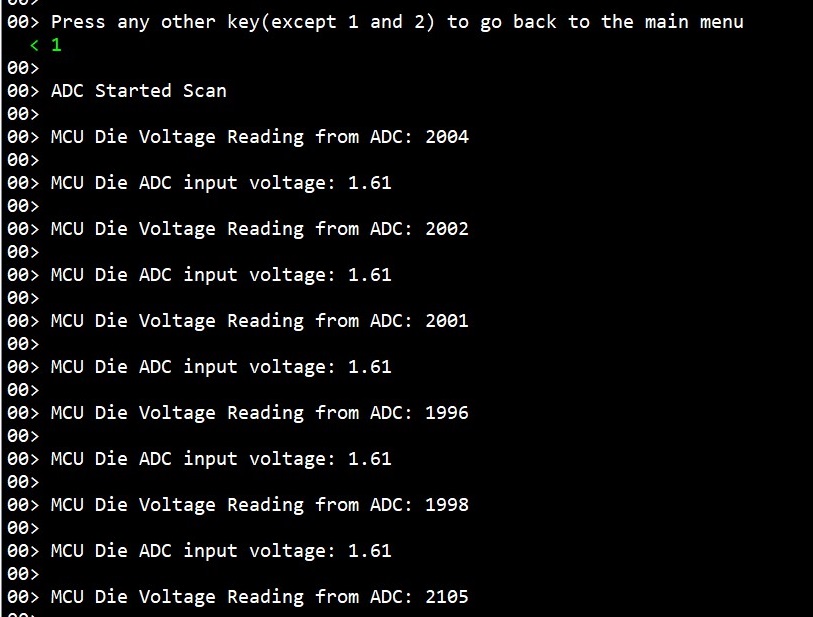 00> Press any other key(except 1 and 2) to go back to the main menu
< 1
00>
00> ADC Started Scan
00>
00> MCU Die Voltage Reading from ADC: 2004
00>
00> MCU Die ADC input voltage: 1.61
00>
00> MCU Die Voltage Reading from ADC: 2002
00>
00> MCU Die ADC input voltage: 1.61
00>
00> MCU Die Voltage Reading from ADC: 2001
00>
00> MCU Die ADC input voltage: 1.61
00>
00> MCU Die Voltage Reading from ADC: 1996
00>
00> MCU Die ADC input voltage: 1.61
00>
00> MCU Die Voltage Reading from ADC: 1998
00>
00> MCU Die ADC input voltage: 1.61
00>
00> MCU Die Voltage Reading from ADC: 2105